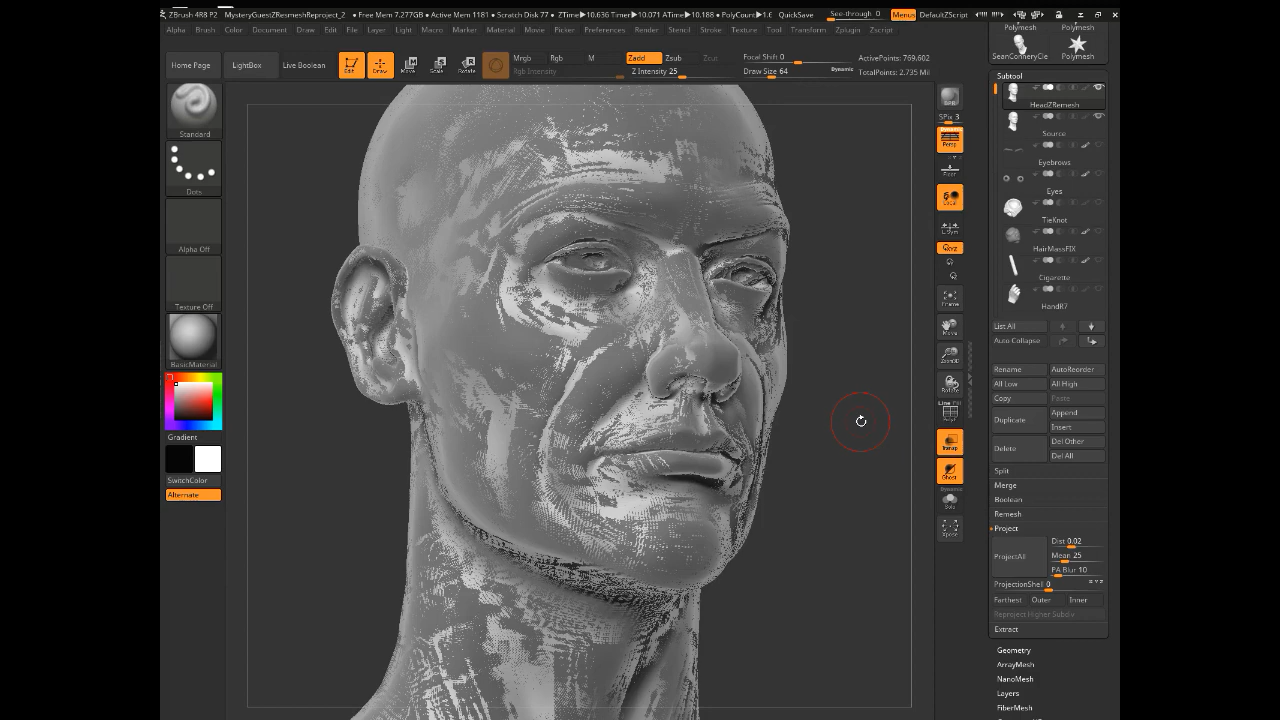 ZBrush 4R8 P2 MysteryGuestZResmeshReproject_2 • Free Mem 7.277GB • Active Mem 1181 • Scratch Disk 77 • ZTime▸10.636 Timer▸10.071 ATime▸10.188 • PolyCount▸1.6 QuickSave See-through 0 Menus DefaultZScript
Alpha Brush Color Document Draw Edit File Layer Light Macro Marker Material Movie Picker Preferences Render Stencil Stroke Texture Tool Transform Zplugin Zscript
Home Page LightBox Live Boolean Edit Draw Move Scale Rotate
Mrgb Rgb M Zadd Zsub Zcut
Rgb Intensity Z Intensity 25
Focal Shift 0
Draw Size 64 Dynamic
ActivePoints: 769,602
TotalPoints: 2.735 Mil
Standard
Dots
Alpha Off
Texture Off
BasicMaterial
Gradient
SwitchColor
Alternate
BPR
SPix 3
Dynamic
Persp
Floor
Local
L.Sym
Frame
Move
Zoom3D
Rotate
Line Fill
PolyF
Transp
Ghost
Dynamic
Solo
Xpose
Polymesh Polymesh
SeanConneryCle Polymesh
Subtool
HeadZRemesh
Source
Eyebrows
Eyes
TieKnot
HairMassFIX
Cigarette
HandR7
List All
Auto Collapse
Rename AutoReorder
All Low All High
Copy Paste
Duplicate Append
Insert
Delete Del Other
Del All
Split
Merge
Boolean
Remesh
Project
ProjectAll Dist 0.02
Mean 25
PA Blur 10
ProjectionShell 0
Farthest Outer Inner
Reproject Higher Subdiv
Extract
Geometry
ArrayMesh
NanoMesh
Layers
FiberMesh